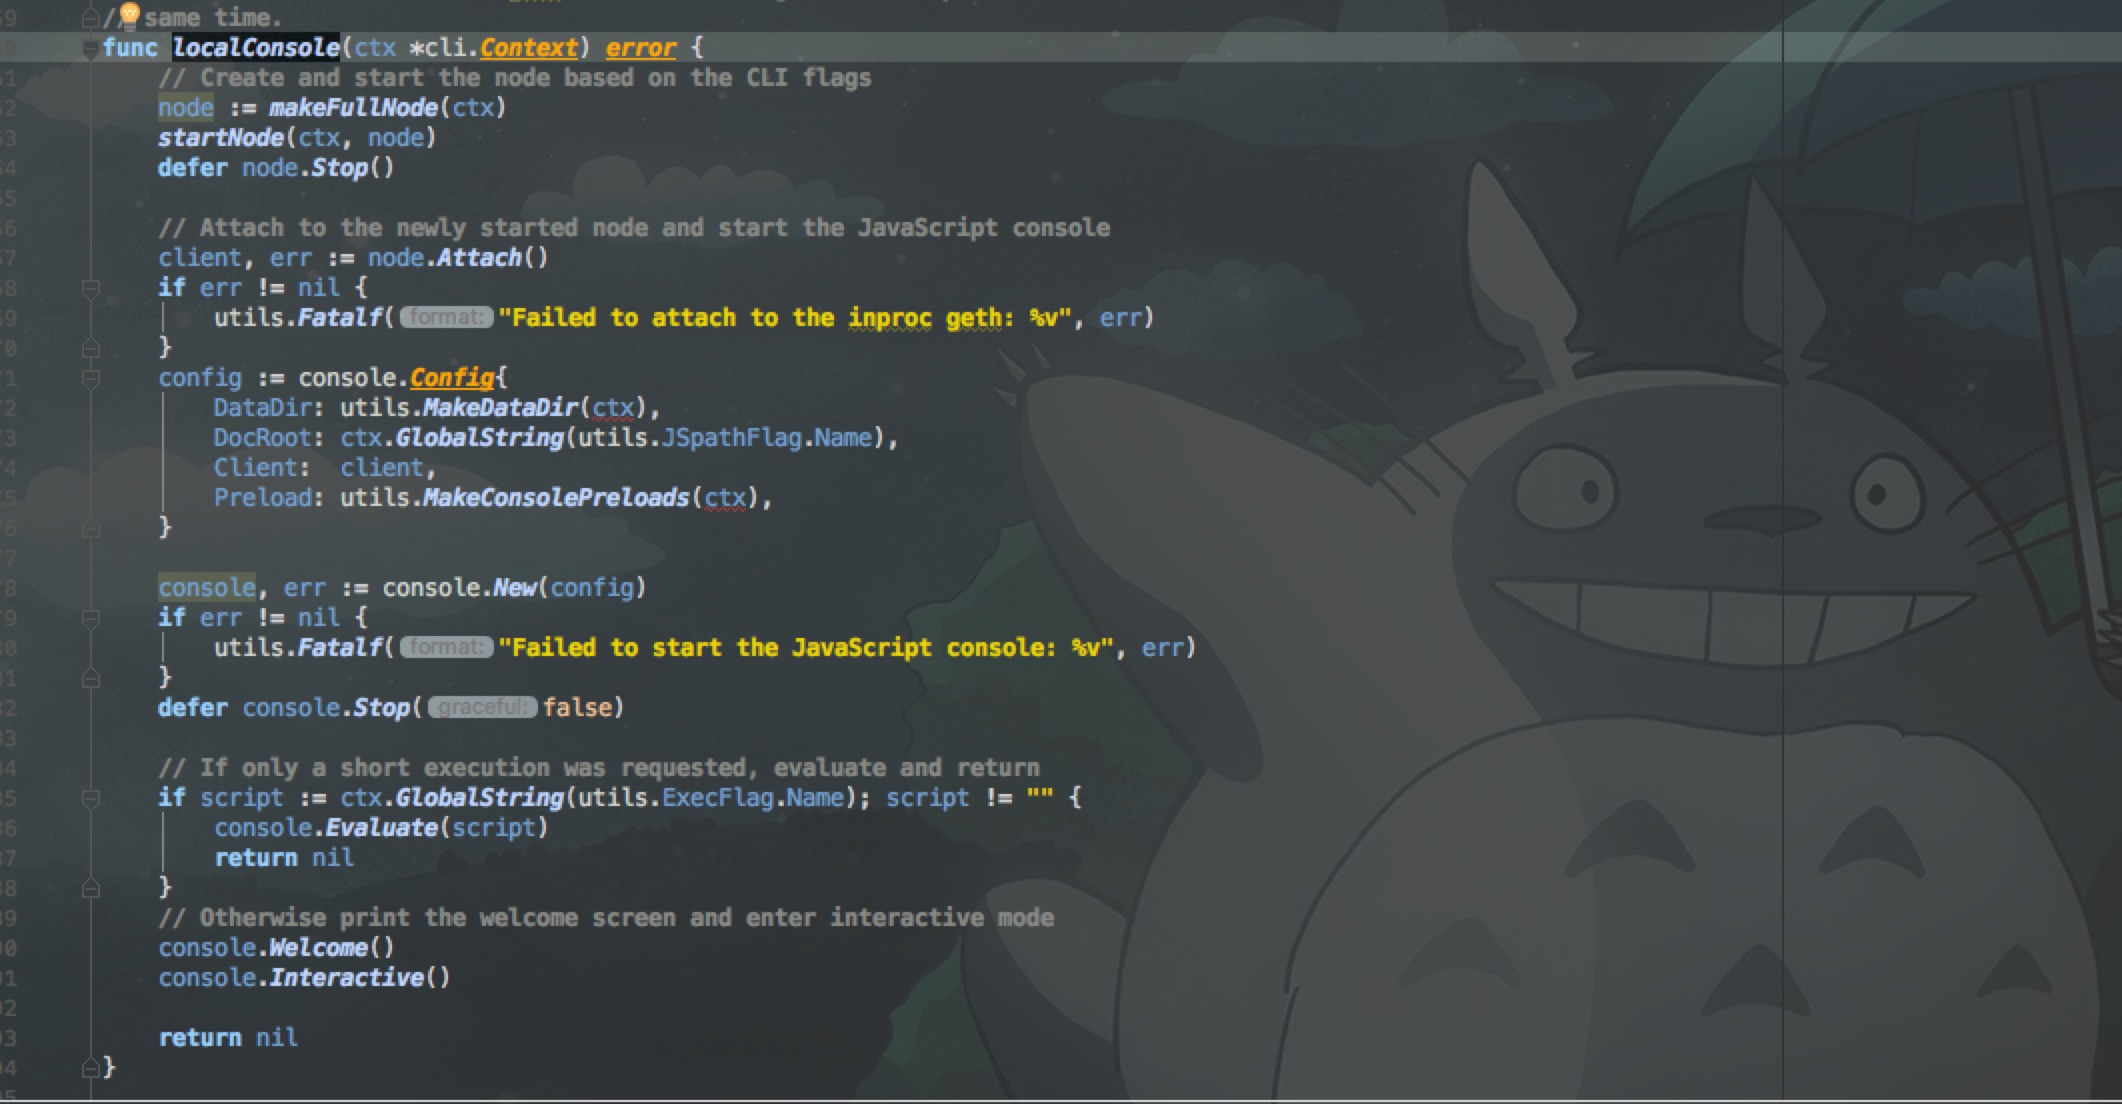 // same time.
func localConsole(ctx *cli.Context) error {
// Create and start the node based on the CLI flags
node := makeFullNode(ctx)
startNode(ctx, node)
defer node.Stop()
// Attach to the newly started node and start the JavaScript console
client, err := node.Attach()
if err != nil {
utils.Fatalf( format: "Failed to attach to the inproc geth: %v", err)
}
config := console.Config{
DataDir: utils.MakeDataDir(ctx),
DocRoot: ctx.GlobalString(utils.JSpathFlag.Name),
Client:  client,
Preload: utils.MakeConsolePreloads(ctx),
}
console, err := console.New(config)
if err != nil {
utils.Fatalf( format: "Failed to start the JavaScript console: %v", err)
}
defer console.Stop( graceful: false)
// If only a short execution was requested, evaluate and return
if script := ctx.GlobalString(utils.ExecFlag.Name); script != "" {
console.Evaluate(script)
return nil
}
// Otherwise print the welcome screen and enter interactive mode
console.Welcome()
console.Interactive()
return nil
}